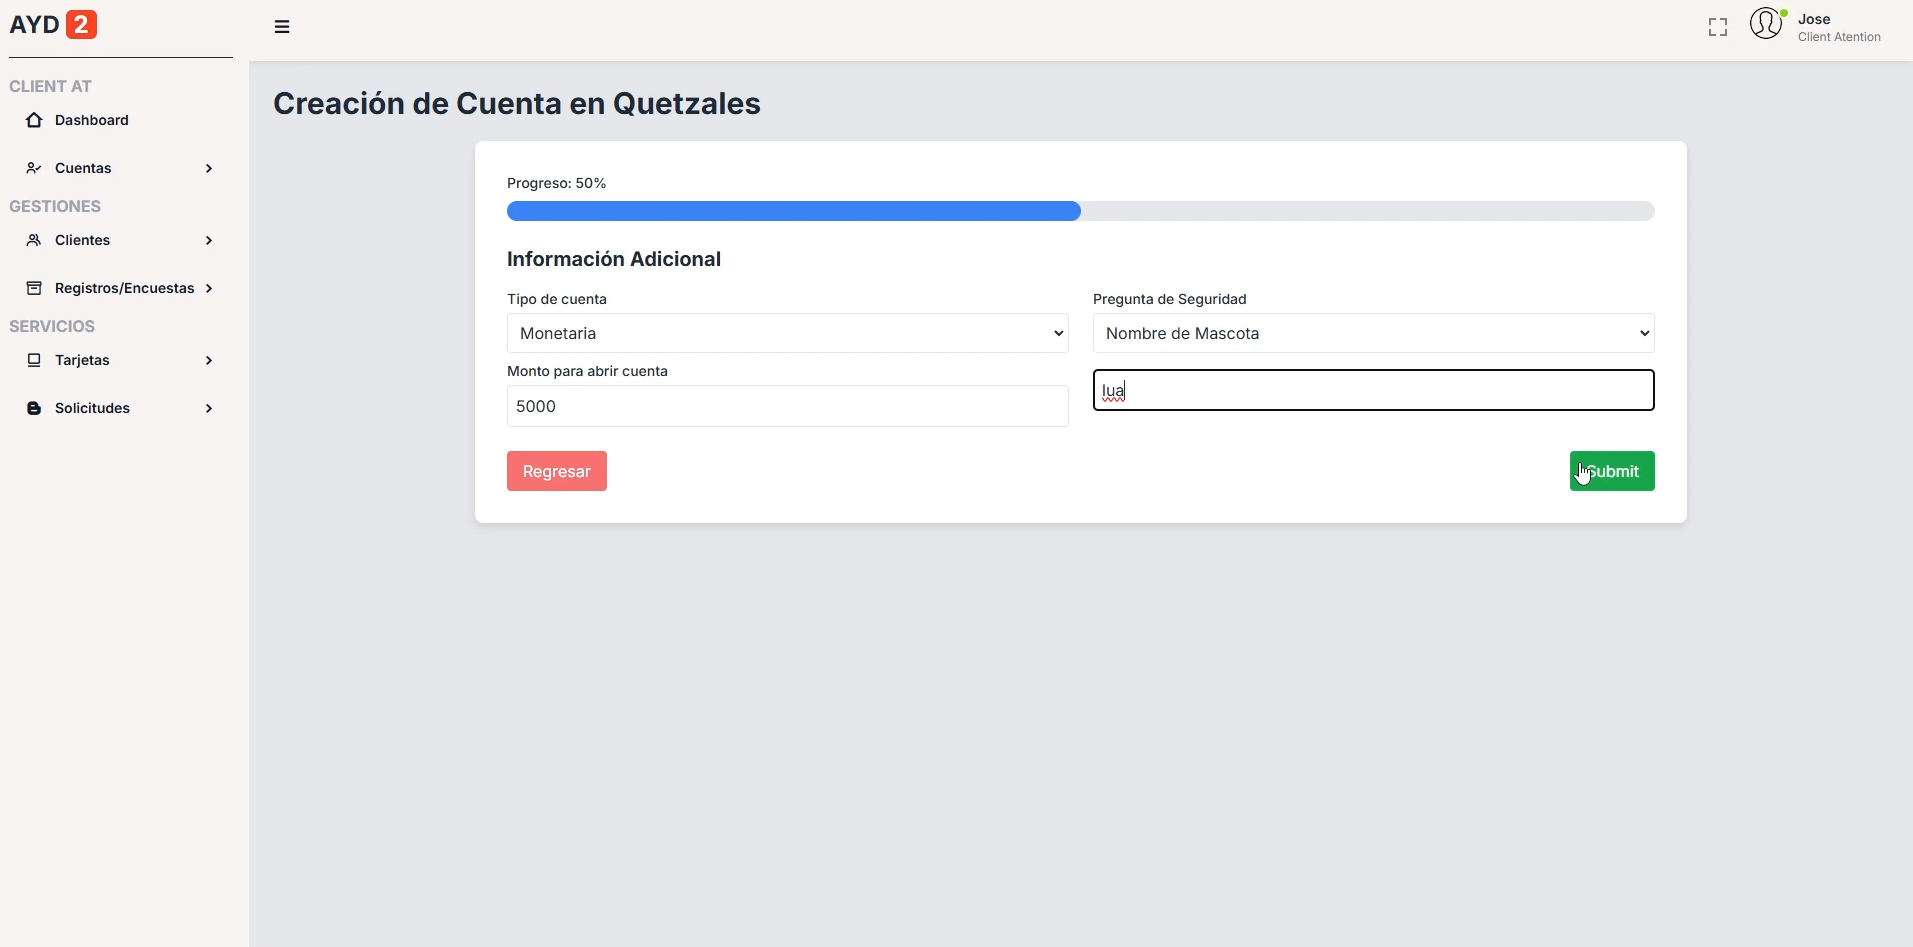 AYD 2
CLIENT AT
Dashboard
Cuentas
GESTIONES
Clientes
Registros/Encuestas
SERVICIOS
Tarjetas
Solicitudes
Jose
Client Atention
Creación de Cuenta en Quetzales
Progreso: 50%
Información Adicional
Tipo de cuenta
Monetaria
Monto para abrir cuenta
5000
Pregunta de Seguridad
Nombre de Mascota
lua
Regresar
Submit